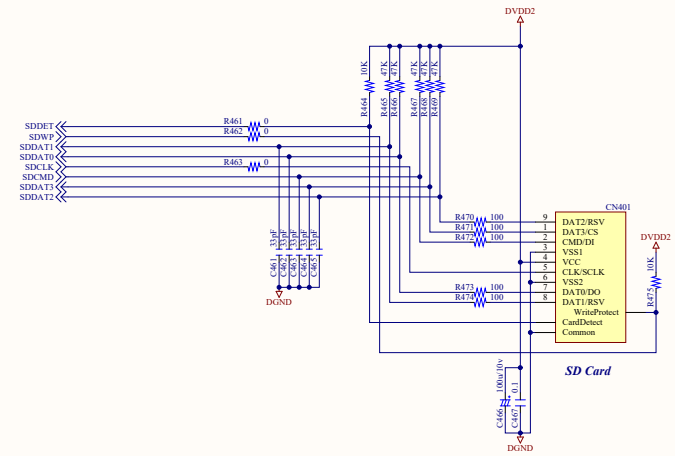 DVDD2
10K
47K
47K
47K
47K
47K
R464
R465
R466
R467
R468
R469
SDDET
R461 0
SDWP
R462 0
SDDAT1
SDDAT0
SDCLK
R463 0
SDCMD
SDDAT3
SDDAT2
33pF
33pF
33pF
33pF
33pF
C461
C462
C463
C464
C465
DGND
CN401
R470 100
R471 100
R472 100
R473 100
R474 100
9 DAT2/RSV
1 DAT3/CS
2 CMD/DI
3 VSS1
4 VCC
5 CLK/SCLK
6 VSS2
7 DAT0/DO
8 DAT1/RSV
WriteProtect
CardDetect
Common
DVDD2
10K
R475
SD Card
100u/10v
C466
0.1
C467
DGND